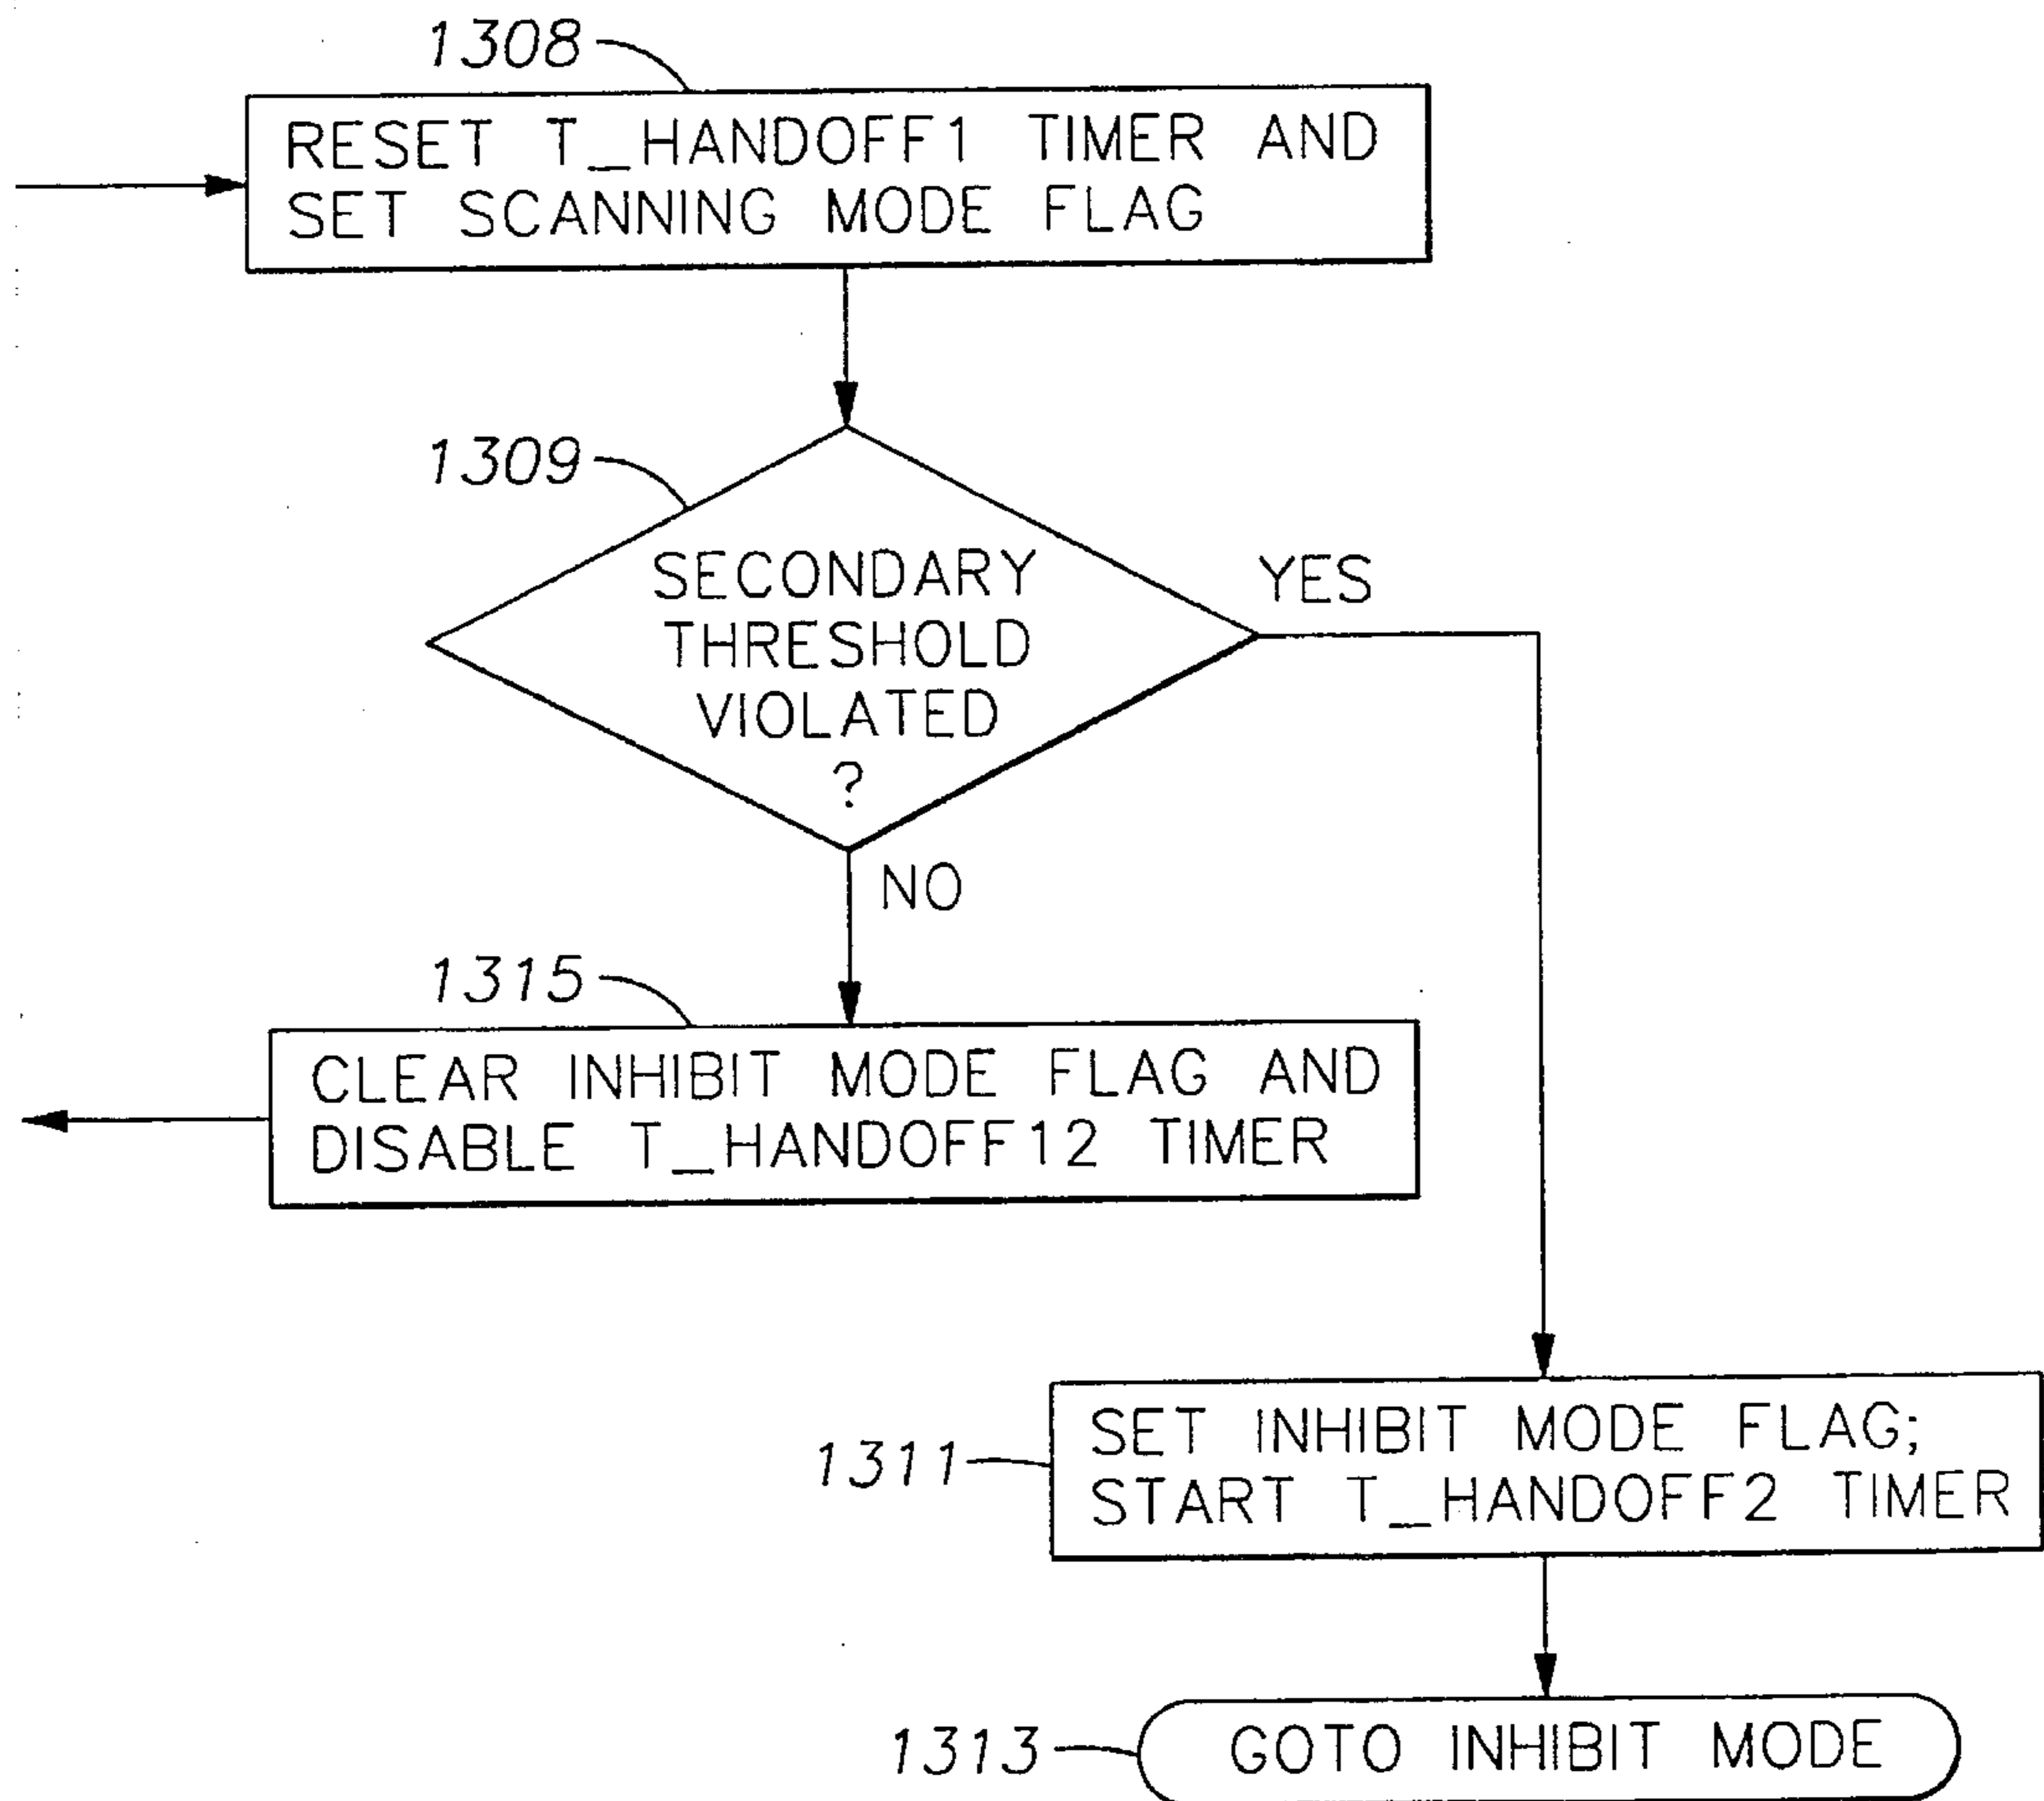 1308
RESET T_HANDOFF1 TIMER AND
SET SCANNING MODE FLAG
1309
SECONDARY
THRESHOLD
VIOLATED
?
YES
NO
1315
CLEAR INHIBIT MODE FLAG AND
DISABLE T_HANDOFF12 TIMER
1311
SET INHIBIT MODE FLAG;
START T_HANDOFF2 TIMER
1313
GOTO INHIBIT MODE